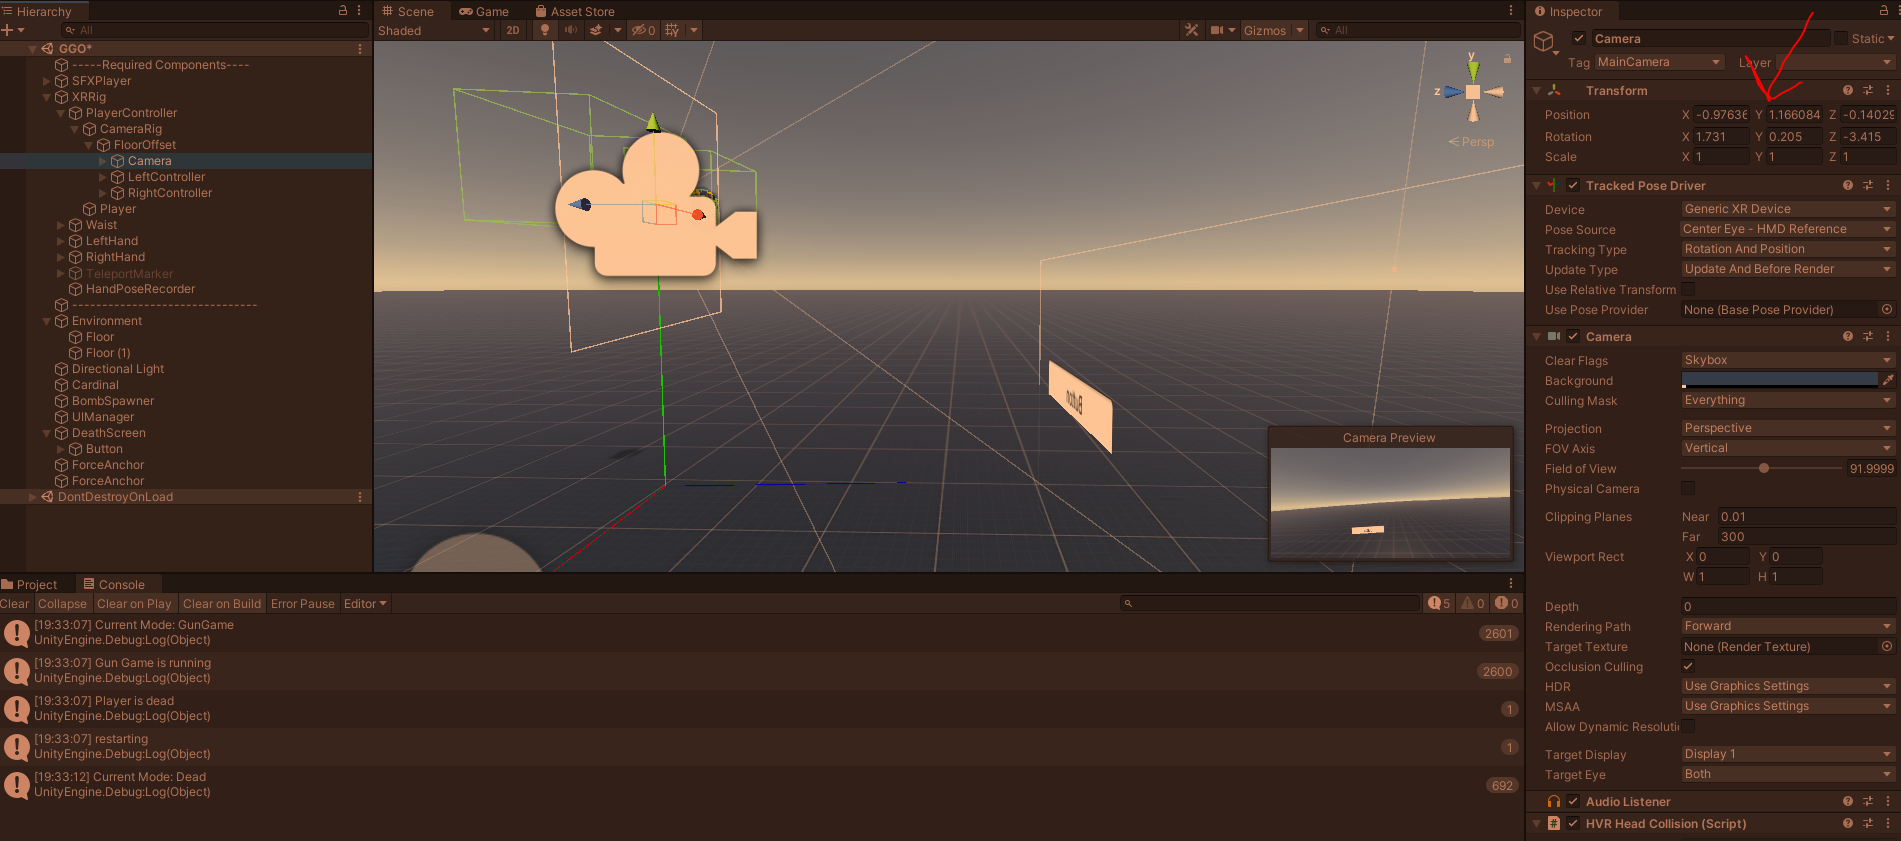 Hierarchy
All
GGO*
-----Required Components----
SFXPlayer
XRRig
PlayerController
CameraRig
FloorOffset
Camera
LeftController
RightController
Player
Waist
LeftHand
RightHand
TeleportMarker
HandPoseRecorder
-------------------------------
Environment
Floor
Floor (1)
Directional Light
Cardinal
BombSpawner
UIManager
DeathScreen
Button
ForceAnchor
ForceAnchor
DontDestroyOnLoad
Scene Game Asset Store
Shaded 2D 0 Gizmos All
y
z
Persp
Button
Camera Preview
Project Console
Clear Collapse Clear on Play Clear on Build Error Pause Editor 5 0 0
[19:33:07] Current Mode: GunGame
UnityEngine.Debug:Log(Object)
2601
[19:33:07] Gun Game is running
UnityEngine.Debug:Log(Object)
2600
[19:33:07] Player is dead
UnityEngine.Debug:Log(Object)
1
[19:33:07] restarting
UnityEngine.Debug:Log(Object)
1
[19:33:12] Current Mode: Dead
UnityEngine.Debug:Log(Object)
692
Inspector
Camera Static
Tag MainCamera Layer
Transform
Position X -0.97636 Y 1.166084 Z -0.14029
Rotation X 1.731 Y 0.205 Z -3.415
Scale X 1 Y 1 Z 1
Tracked Pose Driver
Device Generic XR Device
Pose Source Center Eye - HMD Reference
Tracking Type Rotation And Position
Update Type Update And Before Render
Use Relative Transform
Use Pose Provider None (Base Pose Provider)
Camera
Clear Flags Skybox
Background
Culling Mask Everything
Projection Perspective
FOV Axis Vertical
Field of View 91.9999
Physical Camera
Clipping Planes Near 0.01
Far 300
Viewport Rect X 0 Y 0
W 1 H 1
Depth 0
Rendering Path Forward
Target Texture None (Render Texture)
Occlusion Culling
HDR Use Graphics Settings
MSAA Use Graphics Settings
Allow Dynamic Resoluti
Target Display Display 1
Target Eye Both
Audio Listener
# HVR Head Collision (Script)